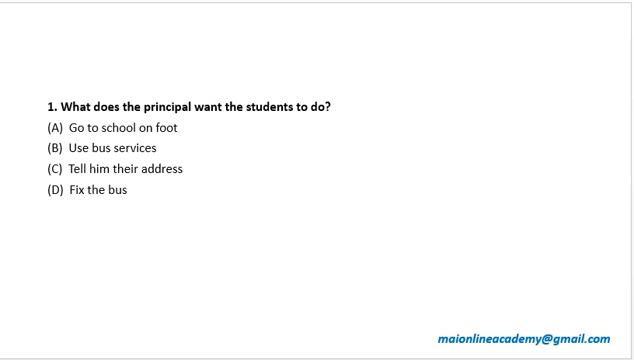 1. What does the principal want the students to do?
(A) Go to school on foot
(B) Use bus services
(C) Tell him their address
(D) Fix the bus
maionlineacademy@gmail.com